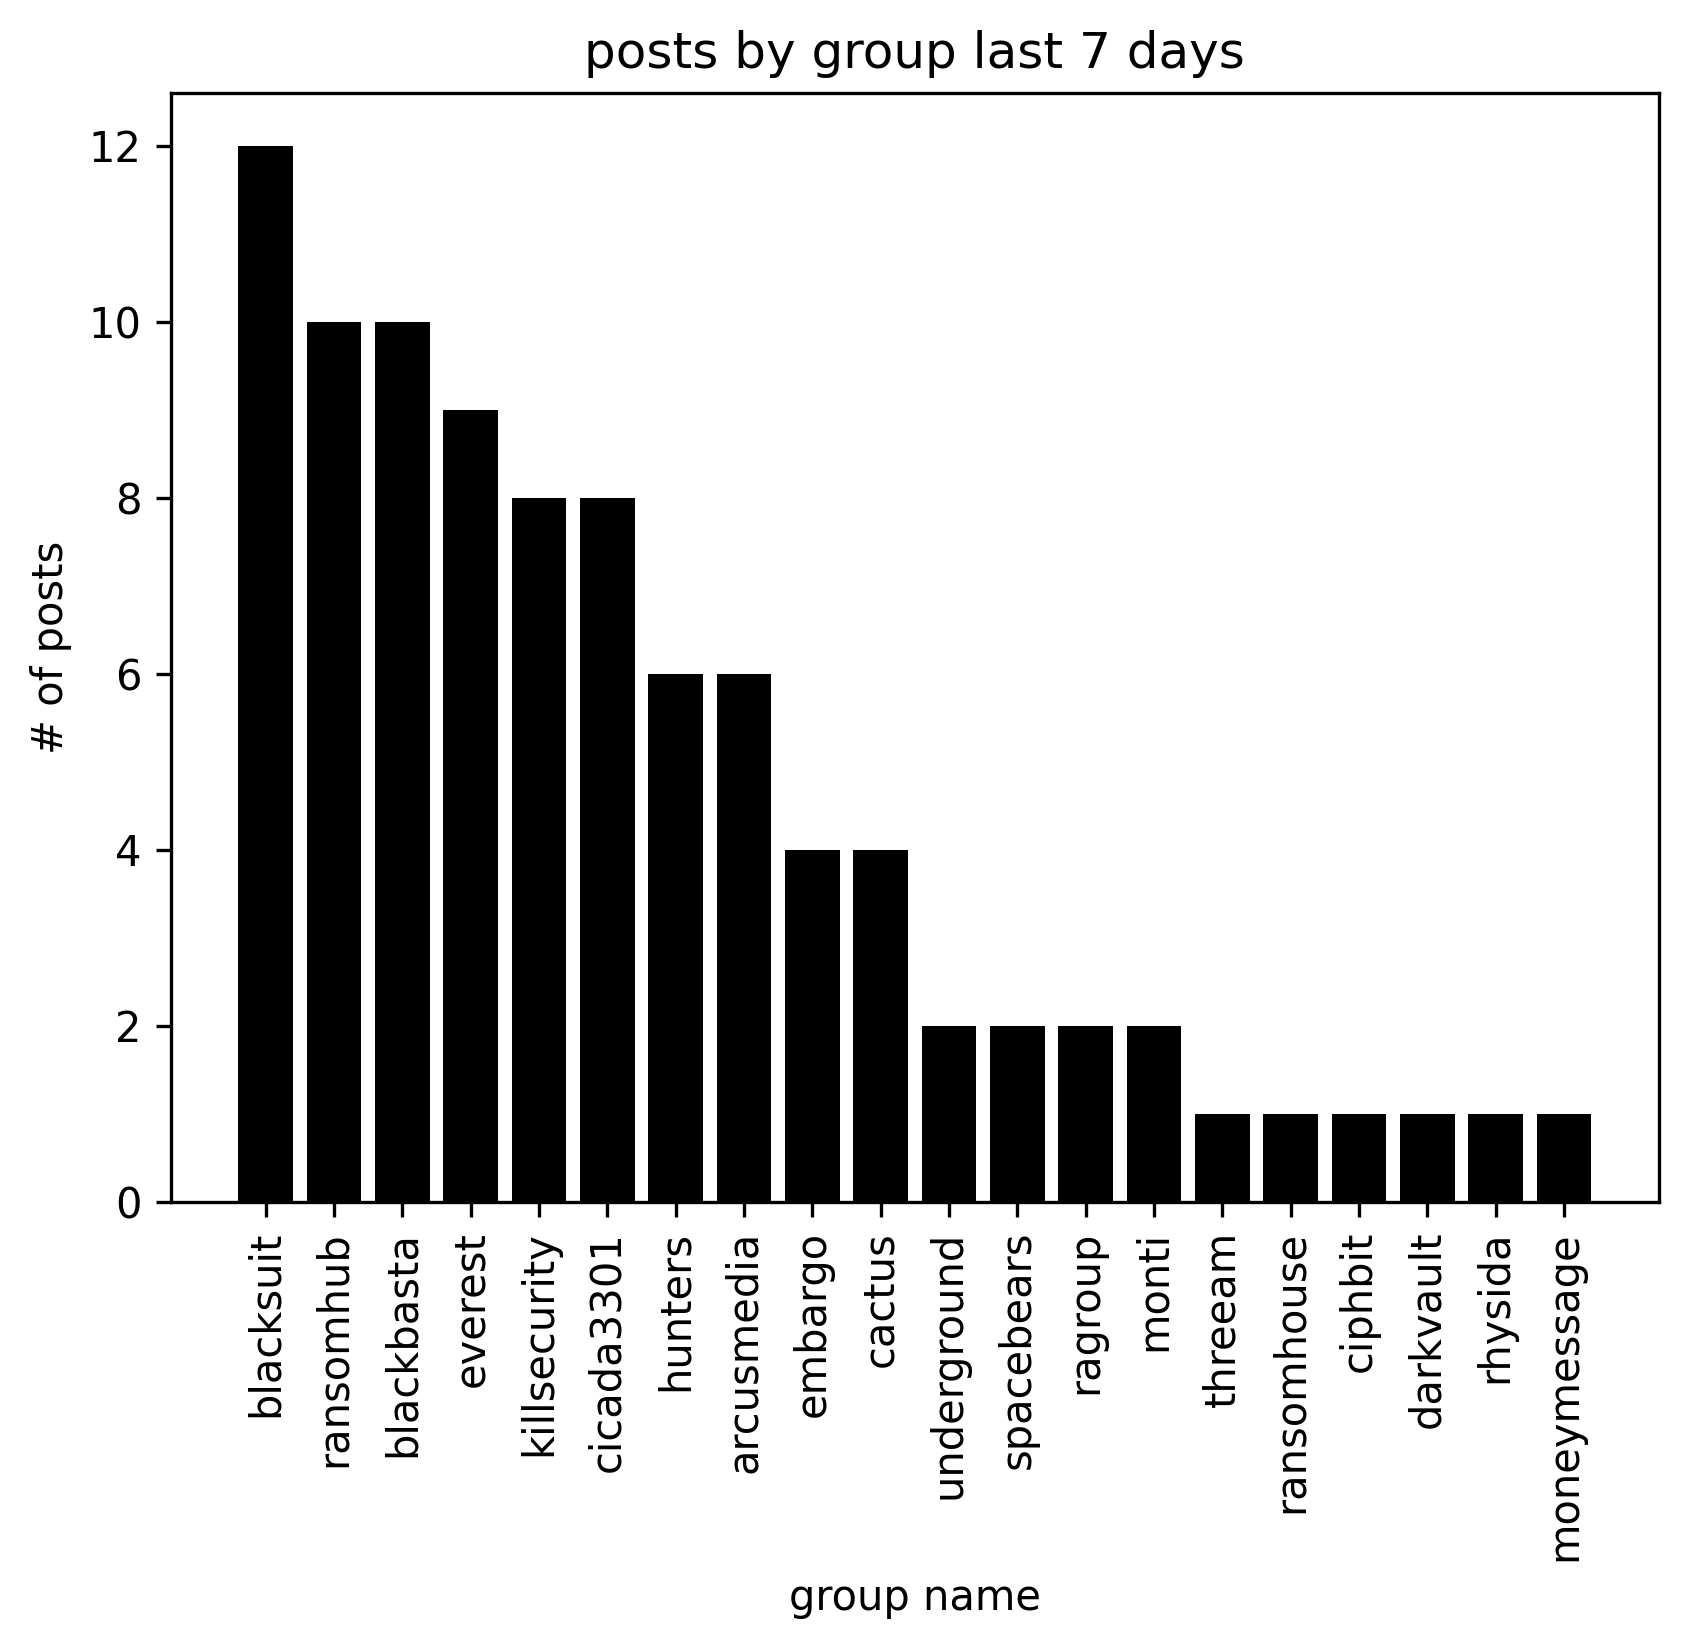 posts by group last 7 days
12
10
8
6
4
2
0
# of posts
blacksuit
ransomhub
blackbasta
everest
killsecurity
cicada3301
hunters
arcusmedia
embargo
cactus
underground
spacebears
ragroup
monti
threeam
ransomhouse
ciphbit
darkvault
rhysida
moneymessage
group name